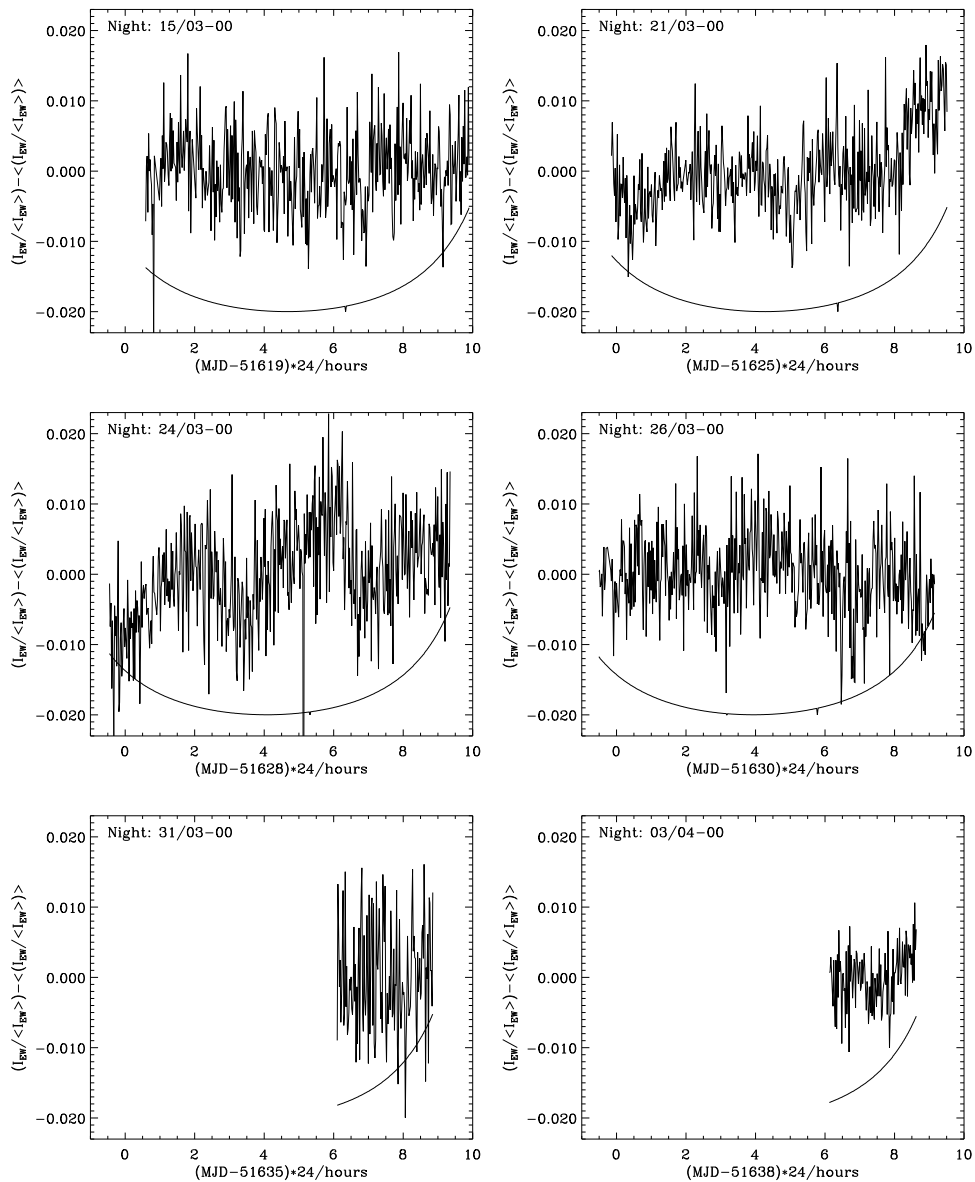 Night: 15/03-00
0.020
0.010
0.000
-0.010
-0.020
(I_EW/<I_EW>)-<(I_EW/<I_EW>)>
0 2 4 6 8 10
(MJD-51619)*24/hours
Night: 21/03-00
0.020
0.010
0.000
-0.010
-0.020
(I_EW/<I_EW>)-<(I_EW/<I_EW>)>
0 2 4 6 8 10
(MJD-51625)*24/hours
Night: 24/03-00
0.020
0.010
0.000
-0.010
-0.020
(I_EW/<I_EW>)-<(I_EW/<I_EW>)>
0 2 4 6 8 10
(MJD-51628)*24/hours
Night: 26/03-00
0.020
0.010
0.000
-0.010
-0.020
(I_EW/<I_EW>)-<(I_EW/<I_EW>)>
0 2 4 6 8 10
(MJD-51630)*24/hours
Night: 31/03-00
0.020
0.010
0.000
-0.010
-0.020
(I_EW/<I_EW>)-<(I_EW/<I_EW>)>
0 2 4 6 8 10
(MJD-51635)*24/hours
Night: 03/04-00
0.020
0.010
0.000
-0.010
-0.020
(I_EW/<I_EW>)-<(I_EW/<I_EW>)>
0 2 4 6 8 10
(MJD-51638)*24/hours